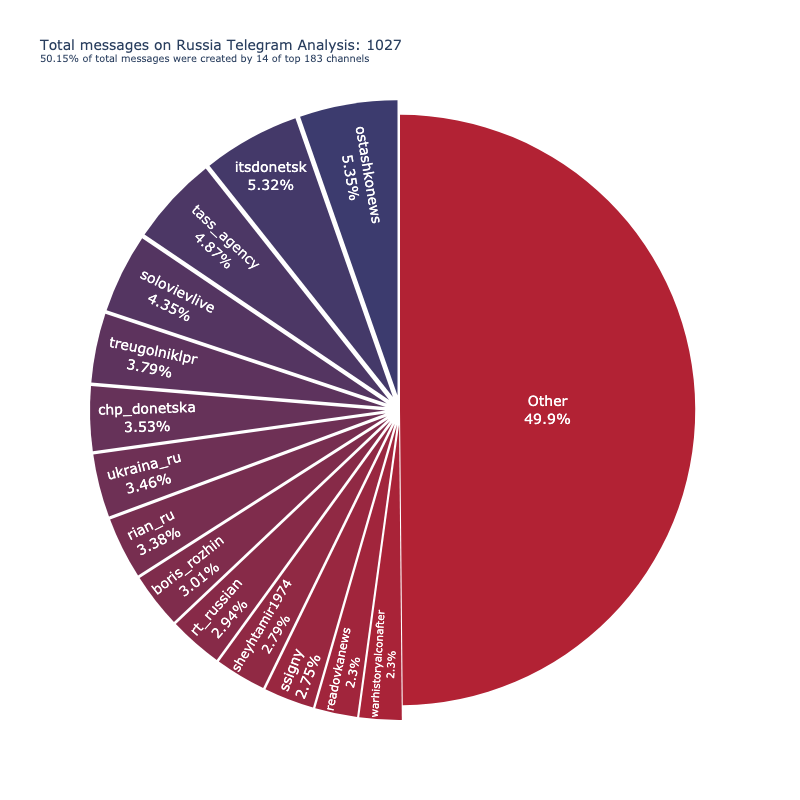 Total messages on Russia Telegram Analysis: 1027
50.15% of total messages were created by 14 of top 183 channels
ostashkonews
5.35%
itsdonetsk
5.32%
tass_agency
4.87%
solovievlive
4.35%
treugolniklpr
3.79%
chp_donetska
3.53%
ukraina_ru
3.46%
rian_ru
3.38%
boris_rozhin
3.01%
rt_russian
2.94%
sheyhtamir1974
2.79%
ssigny
2.75%
readovkanews
2.3%
warhistoryalconafter
2.3%
Other
49.9%